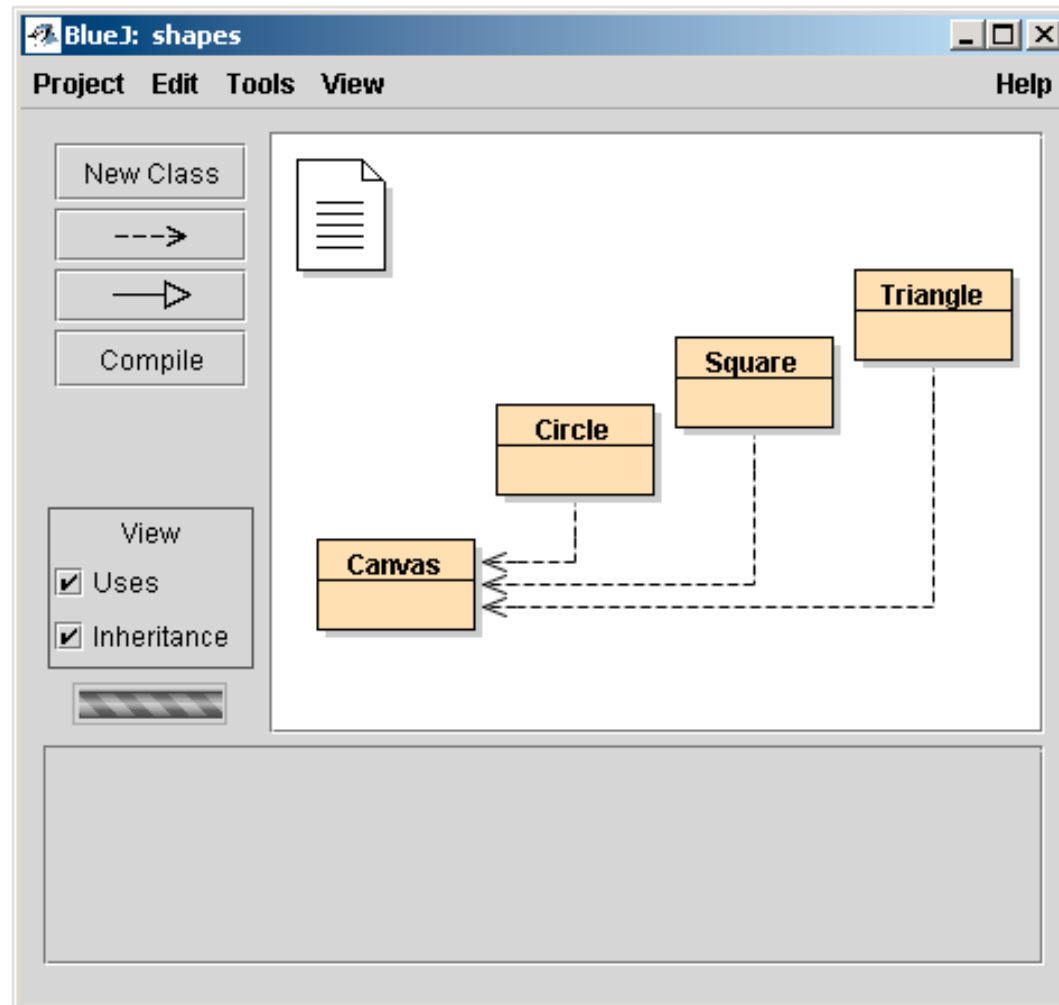 BlueJ: shapes
Project Edit Tools View Help
New Class
Compile
Triangle
Square
Circle
Canvas
View
Uses
Inheritance